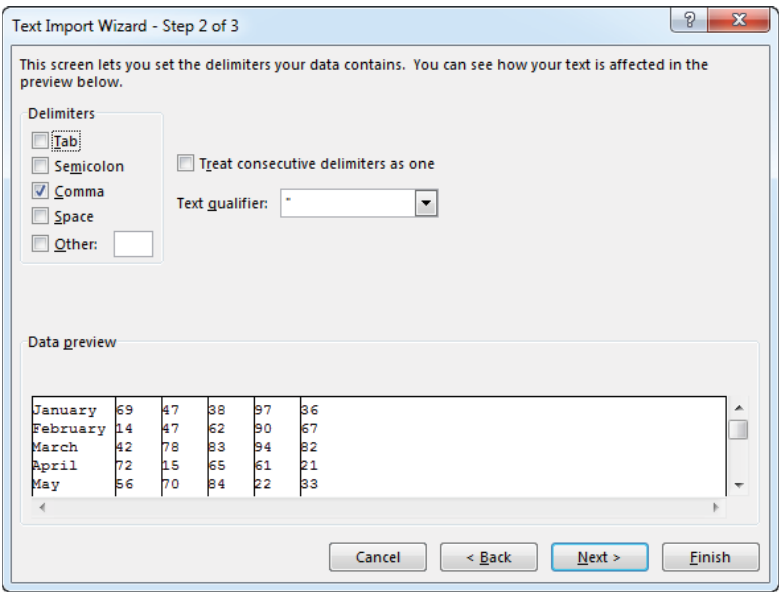 Text Import Wizard - Step 2 of 3
This screen lets you set the delimiters your data contains. You can see how your text is affected in the
preview below.
Delimiters
Tab
Semicolon
Comma
Space
Other:
Treat consecutive delimiters as one
Text qualifier: "
Data preview
January 69 47 38 97 36
February 14 47 62 90 67
March 42 78 83 94 82
April 72 15 65 61 21
May 56 70 84 22 33
Cancel < Back Next > Finish